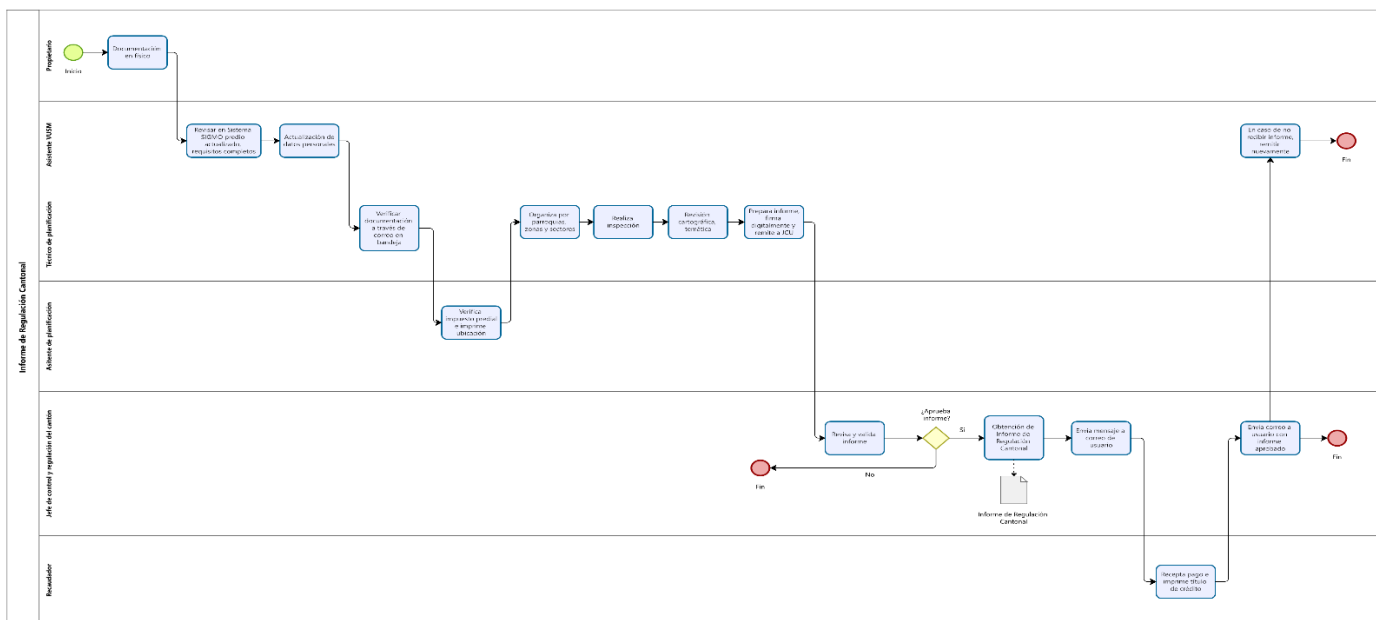 Informe de Regulación Cantonal
Propietario
Inicio
Documentación
en físico
Asistente VUSM
Revisar en Sistema
SIGMO predio
actualizado,
requisitos completos
Actualización de
datos personales
En caso de no
recibir informe,
remitir
nuevamente
Fin
Técnico de planificación
Verificar
documentación
a través de
correo en
bandeja
Organiza por
parroquias,
zonas y sectores
Realiza
inspección
Revisión
cartográfica,
temática
Prepara informe,
firma
digitalmente y
remite a JCU
Asitente de planificación
Verifica
impuesto predial
e imprime
ubicación
Jefe de control y regulación del cantón
Revisa y valida
informe
¿Aprueba
informe?
Si
No
Fin
Obtención de
Informe de
Regulación
Cantonal
Informe de Regulación
Cantonal
Envía mensaje a
correo de
usuario
Envía correo a
usuario con
informe
aprobado
Fin
Recaudador
Recepta pago e
imprime título
de crédito